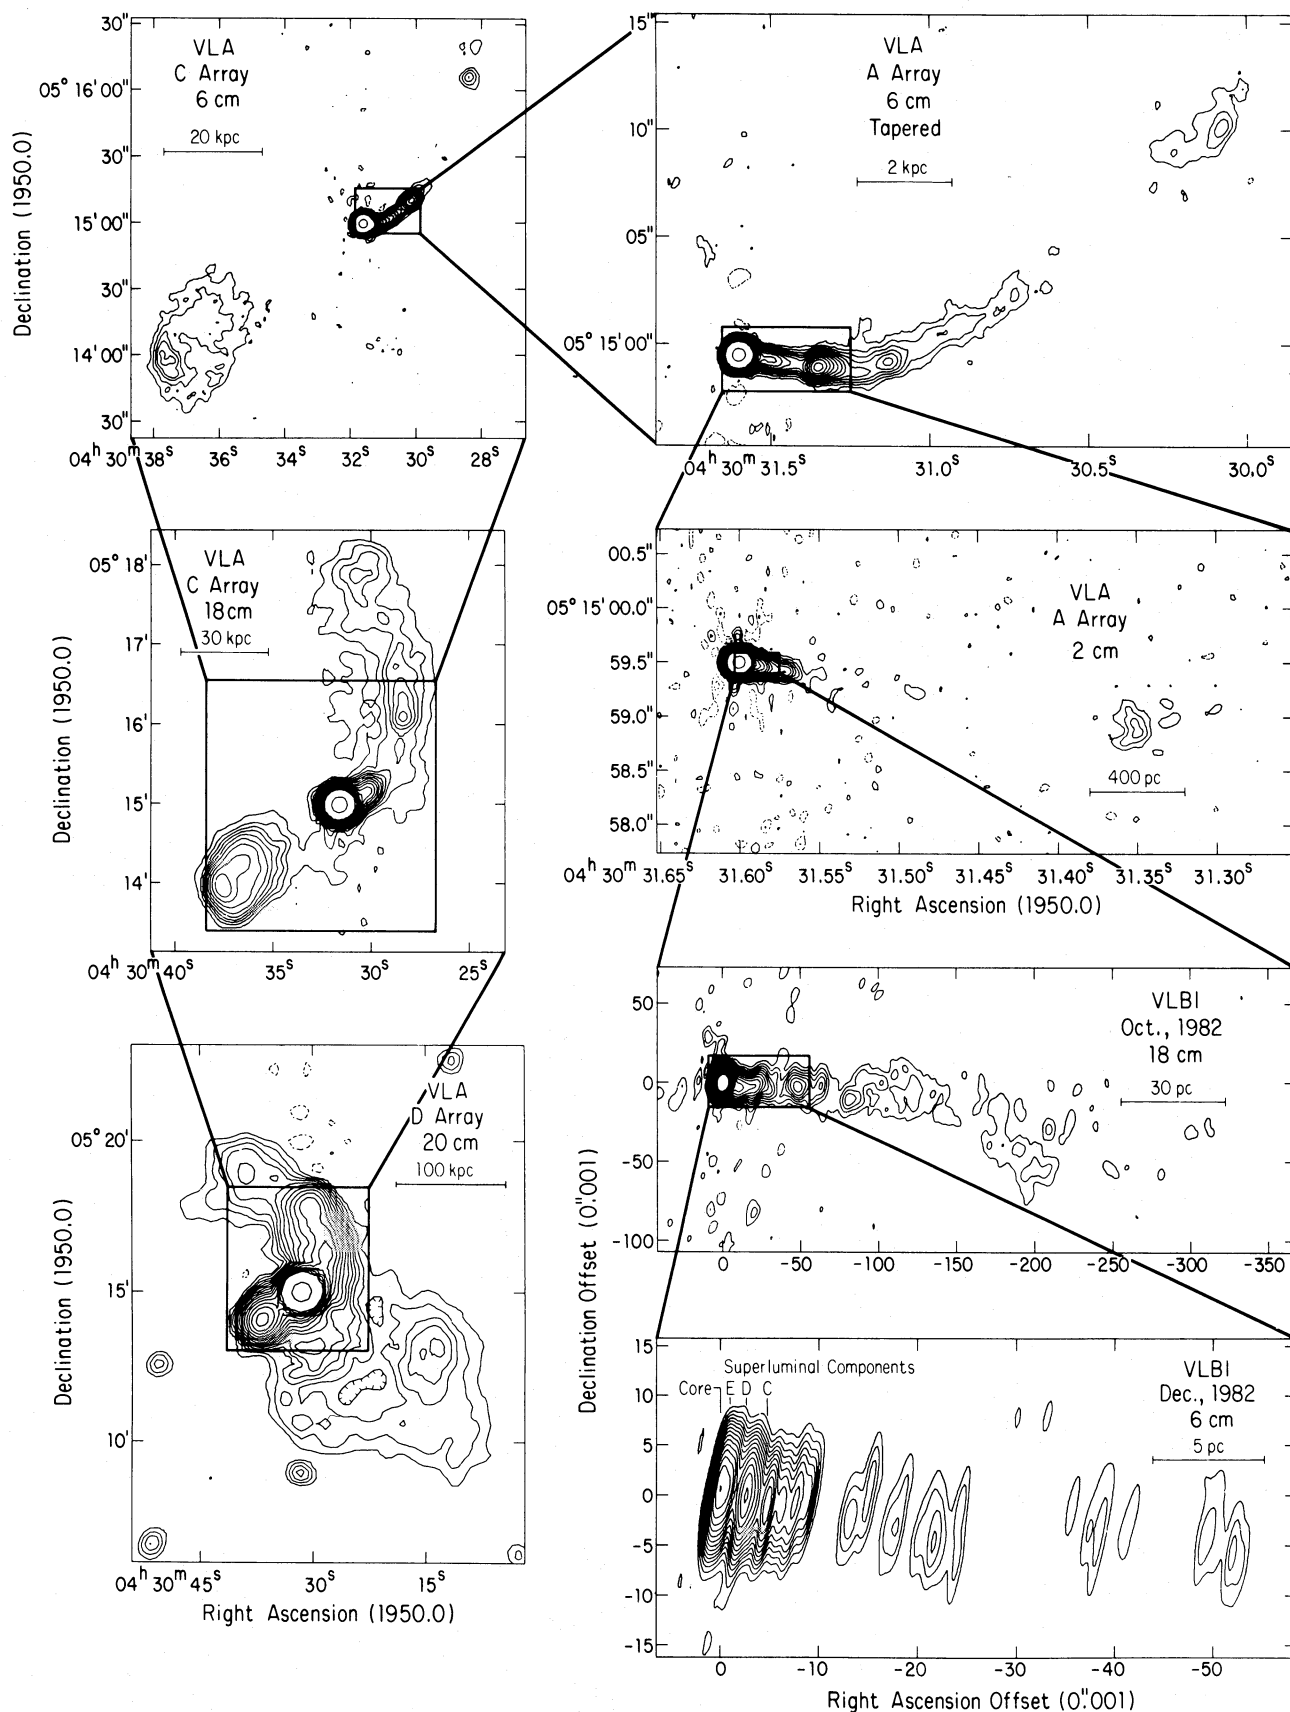 VLA
C Array
6 cm
20 kpc
30"
05° 16' 00"
30"
15' 00"
30"
14' 00"
30"
Declination (1950.0)
04ʰ 30ᵐ 38ˢ 36ˢ 34ˢ 32ˢ 30ˢ 28ˢ
VLA
A Array
6 cm
Tapered
2 kpc
15"
10"
05"
05° 15' 00"
04ʰ 30ᵐ 31.5ˢ 31.0ˢ 30.5ˢ 30.0ˢ
VLA
C Array
18 cm
30 kpc
05° 18'
17'
16'
15'
14'
Declination (1950.0)
04ʰ 30ᵐ 40ˢ 35ˢ 30ˢ 25ˢ
VLA
A Array
2 cm
400 pc
00.5"
05° 15' 00.0"
59.5"
59.0"
58.5"
58.0"
04ʰ 30ᵐ 31.65ˢ 31.60ˢ 31.55ˢ 31.50ˢ 31.45ˢ 31.40ˢ 31.35ˢ 31.30ˢ
Right Ascension (1950.0)
VLA
D Array
20 cm
100 kpc
05° 20'
15'
10'
Declination (1950.0)
04ʰ 30ᵐ 45ˢ 30ˢ 15ˢ
Right Ascension (1950.0)
VLBI
Oct., 1982
18 cm
30 pc
50
0
-50
-100
0 -50 -100 -150 -200 -250 -300 -350
Declination Offset (0."001)
Superluminal Components
Core E D C
VLBI
Dec., 1982
6 cm
5 pc
15
10
5
0
-5
-10
-15
0 -10 -20 -30 -40 -50
Right Ascension Offset (0."001)